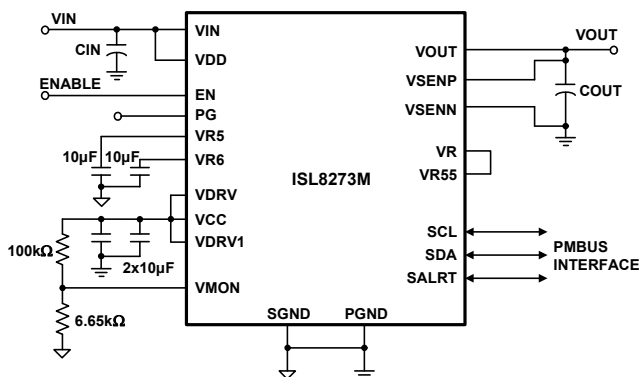 VIN
CIN
ENABLE
10µF 10µF
100kΩ
2x10µF
6.65kΩ
VIN
VDD
EN
PG
VR5
VR6
VDRV
VCC
VDRV1
VMON
ISL8273M
SGND PGND
VOUT
VSENP
VSENN
VR
VR55
SCL
SDA
SALRT
VOUT
COUT
PMBUS
INTERFACE